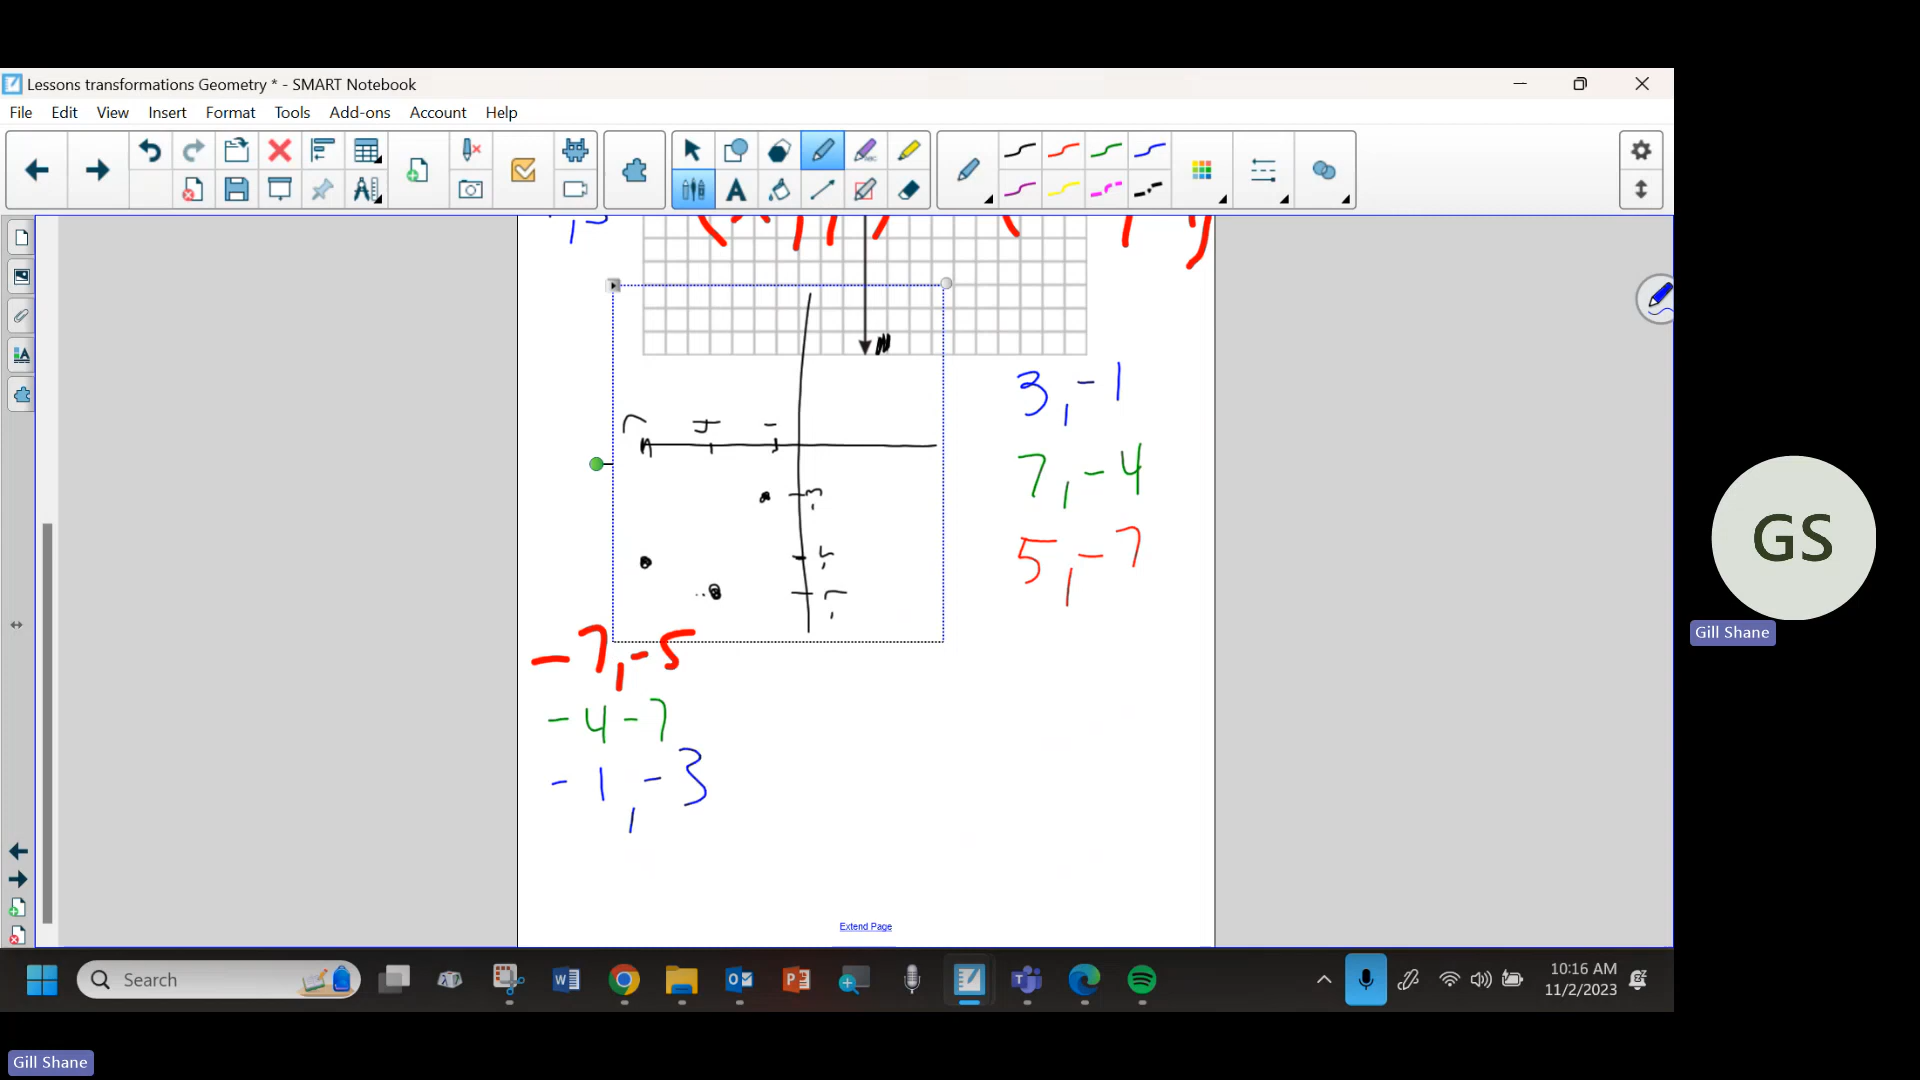 Lessons transformations Geometry * - SMART Notebook
File Edit View Insert Format Tools Add-ons Account Help
3, -1
7, -4
5, -7
-7, -5
-4 -7
-1, -3
Extend Page
GS
Gill Shane
Search
10:16 AM
11/2/2023
Gill Shane